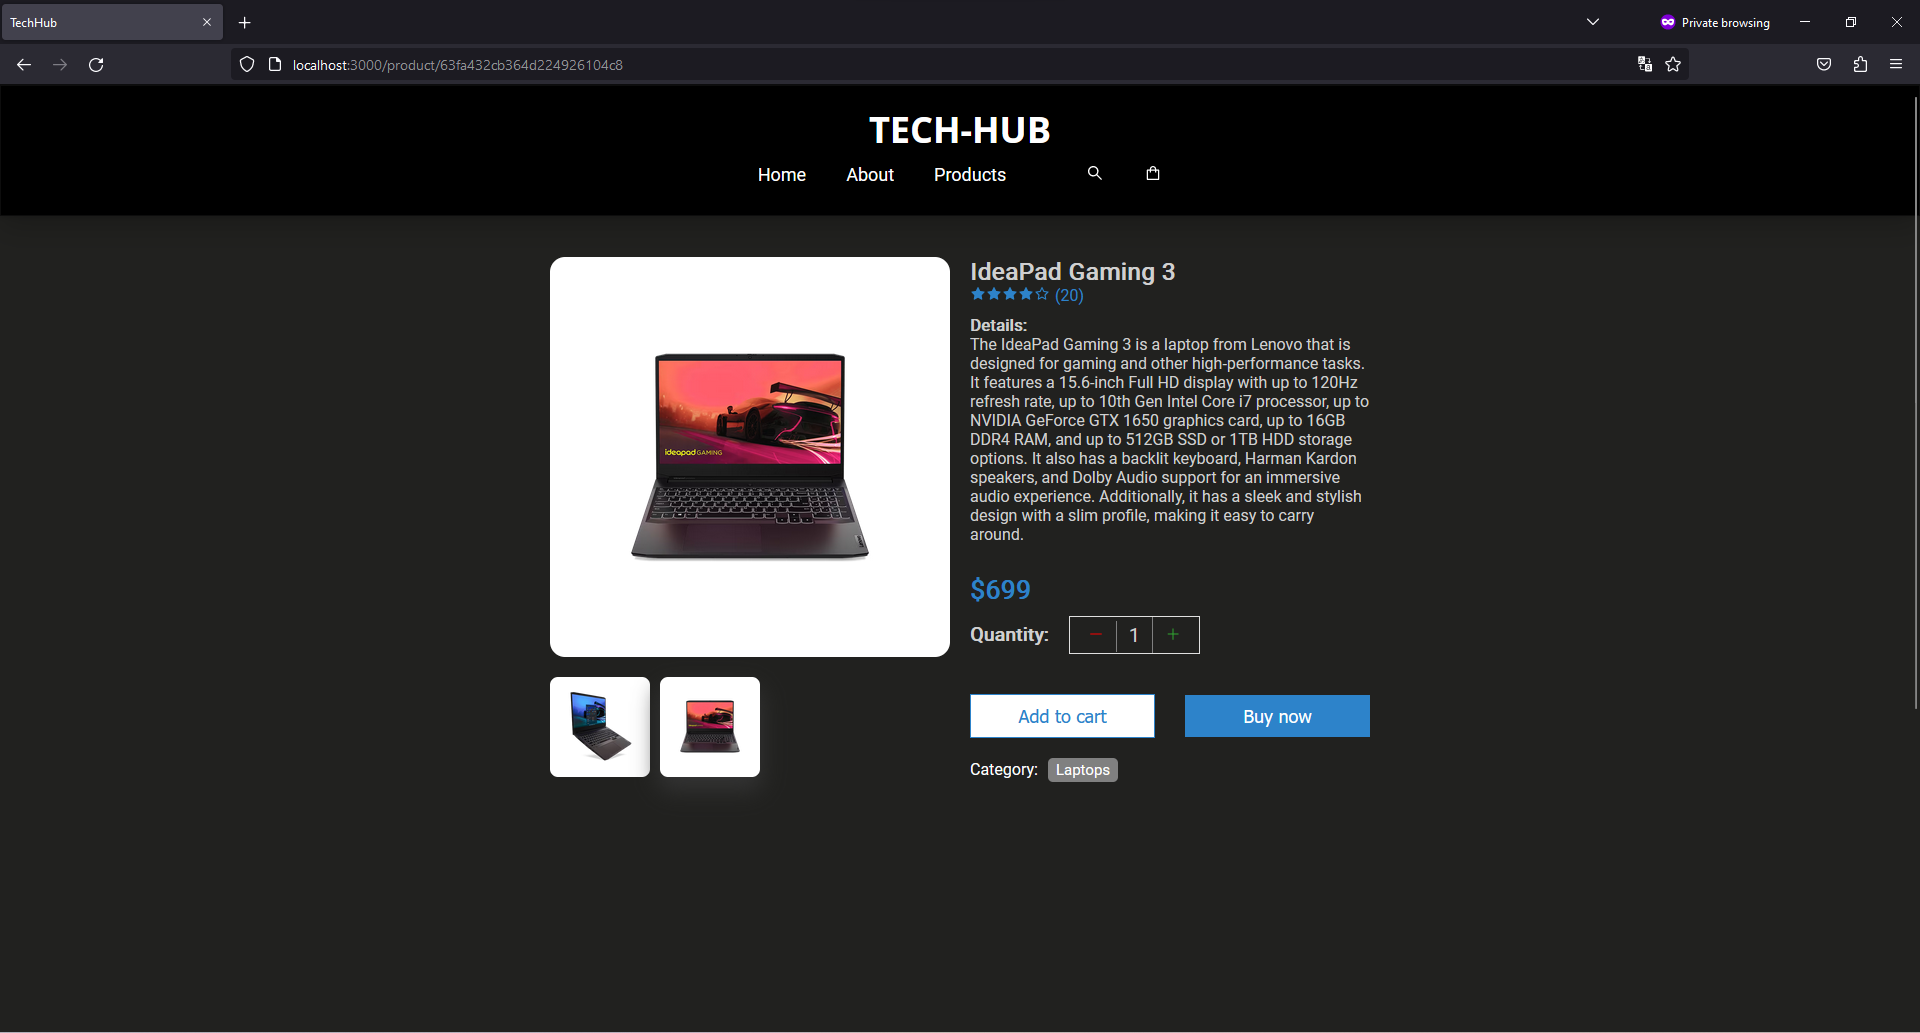 TechHub
Private browsing
localhost:3000/product/63fa432cb364d224926104c8
TECH-HUB
Home About Products
IdeaPad Gaming 3
(20)
Details:
The IdeaPad Gaming 3 is a laptop from Lenovo that is
designed for gaming and other high-performance tasks.
It features a 15.6-inch Full HD display with up to 120Hz
refresh rate, up to 10th Gen Intel Core i7 processor, up to
NVIDIA GeForce GTX 1650 graphics card, up to 16GB
DDR4 RAM, and up to 512GB SSD or 1TB HDD storage
options. It also has a backlit keyboard, Harman Kardon
speakers, and Dolby Audio support for an immersive
audio experience. Additionally, it has a sleek and stylish
design with a slim profile, making it easy to carry
around.
ideapad GAMING
$699
Quantity: − 1 +
Add to cart Buy now
Category: Laptops